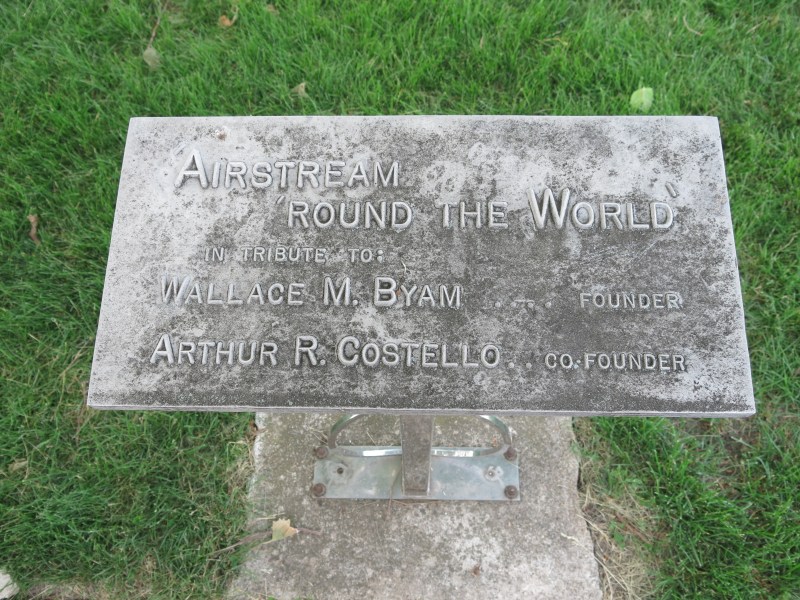 AIRSTREAM
'ROUND THE WORLD'
IN TRIBUTE TO:
WALLACE M. BYAM . . . FOUNDER
ARTHUR R. COSTELLO . . CO-FOUNDER